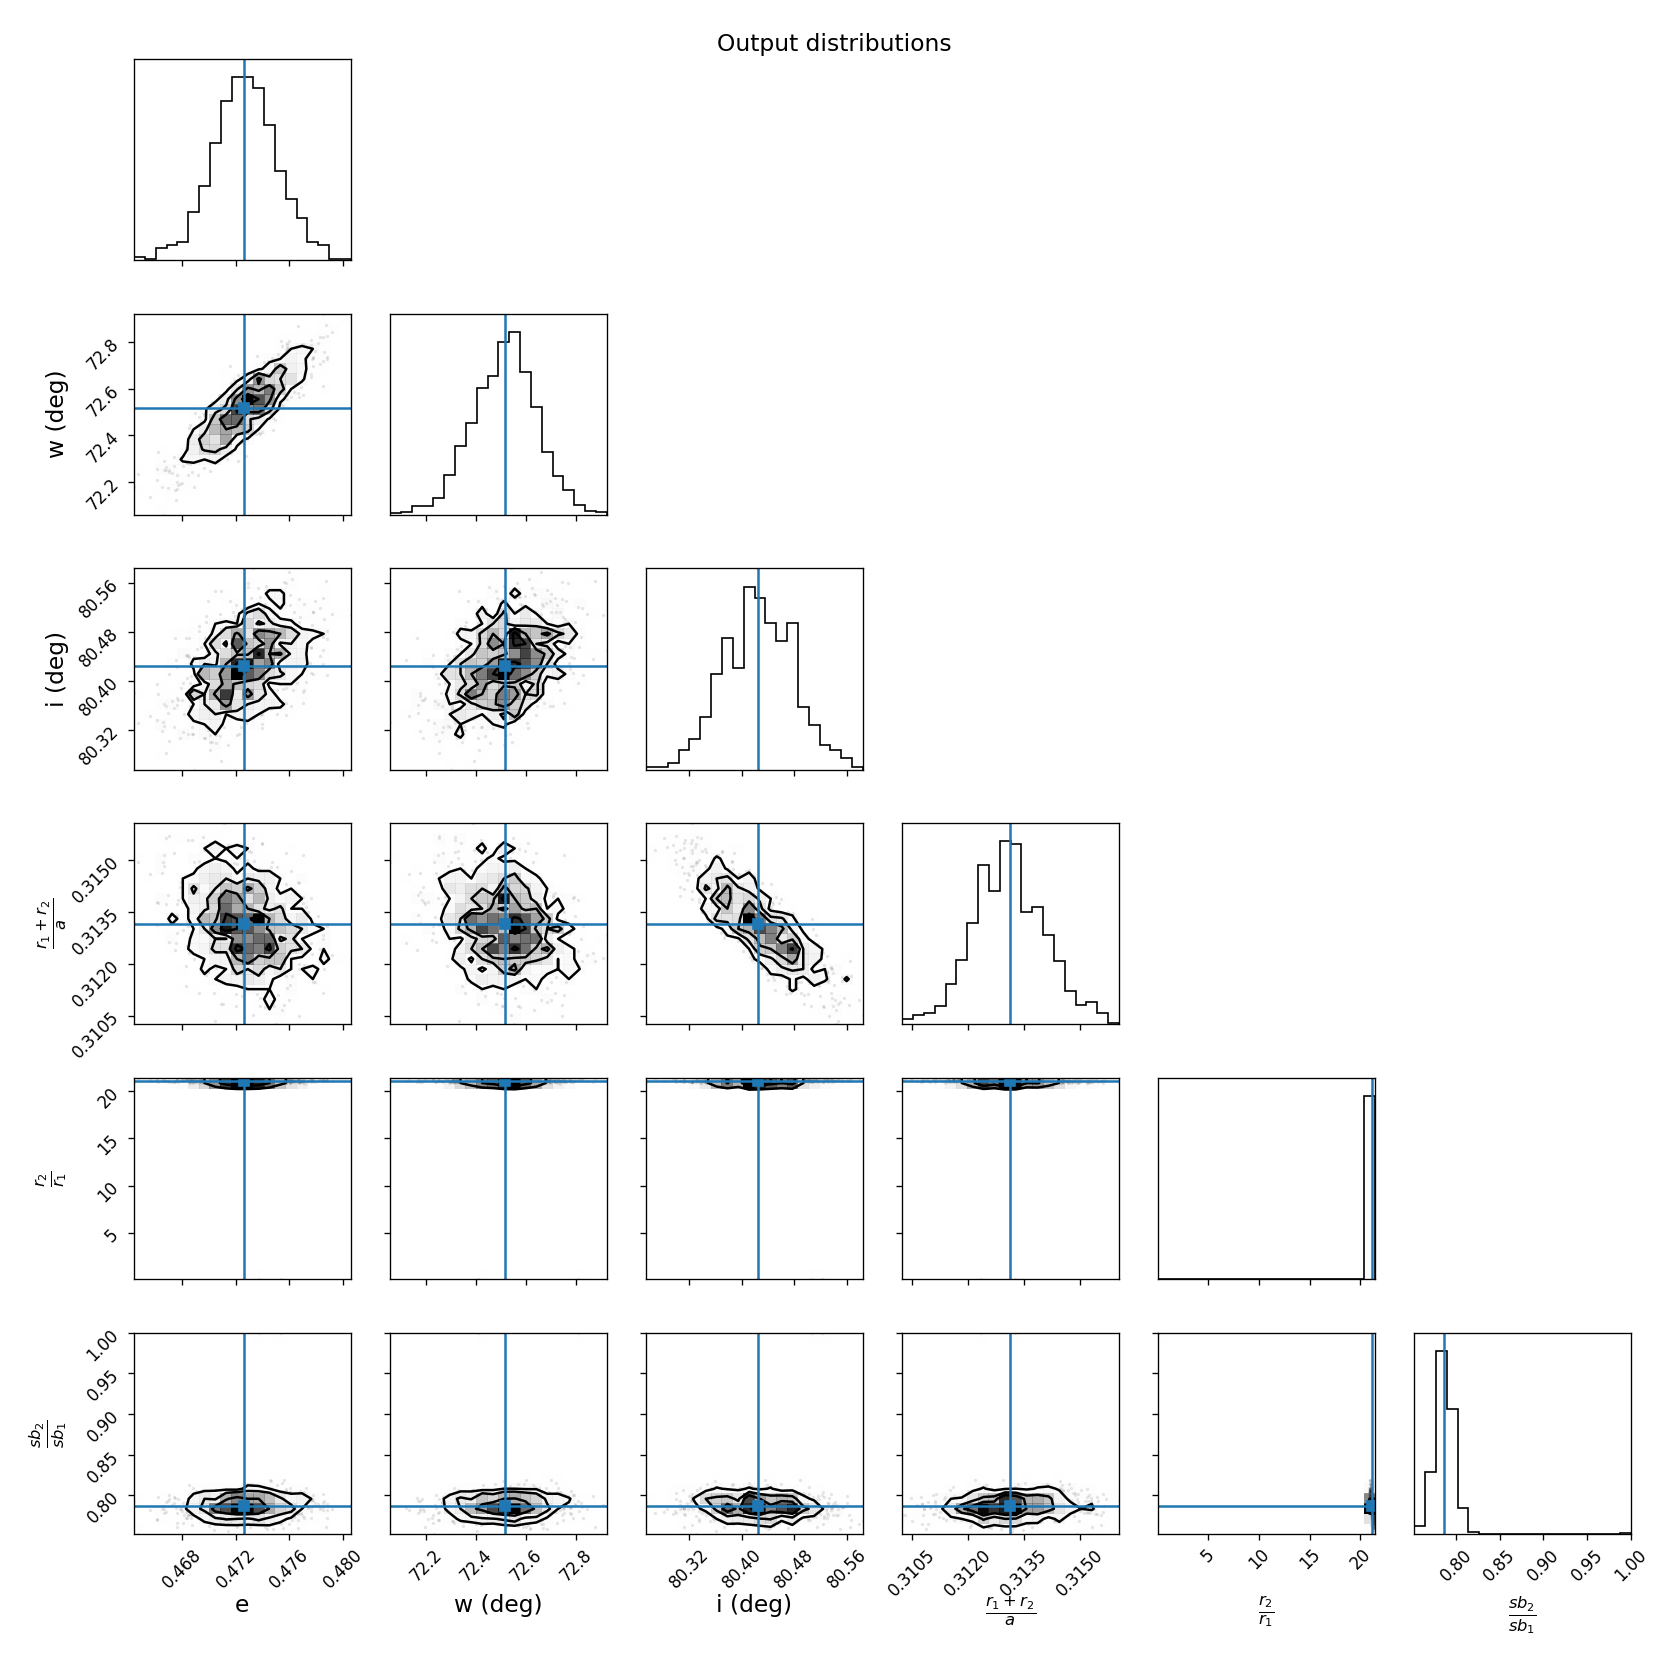 Output distributions
w (deg)
72.8
72.6
72.4
72.2
i (deg)
80.56
80.48
80.40
80.32
r₁ + r₂
a
0.3150
0.3135
0.3120
0.3105
r₂
r₁
20
15
10
5
sb₂
sb₁
1.00
0.95
0.90
0.85
0.80
0.468 0.472 0.476 0.480 72.2 72.4 72.6 72.8 80.32 80.40 80.48 80.56 0.3105 0.3120 0.3135 0.3150 5 10 15 20 0.80 0.85 0.90 0.95 1.00
e w (deg) i (deg) r₁ + r₂ r₂ sb₂
a r₁ sb₁